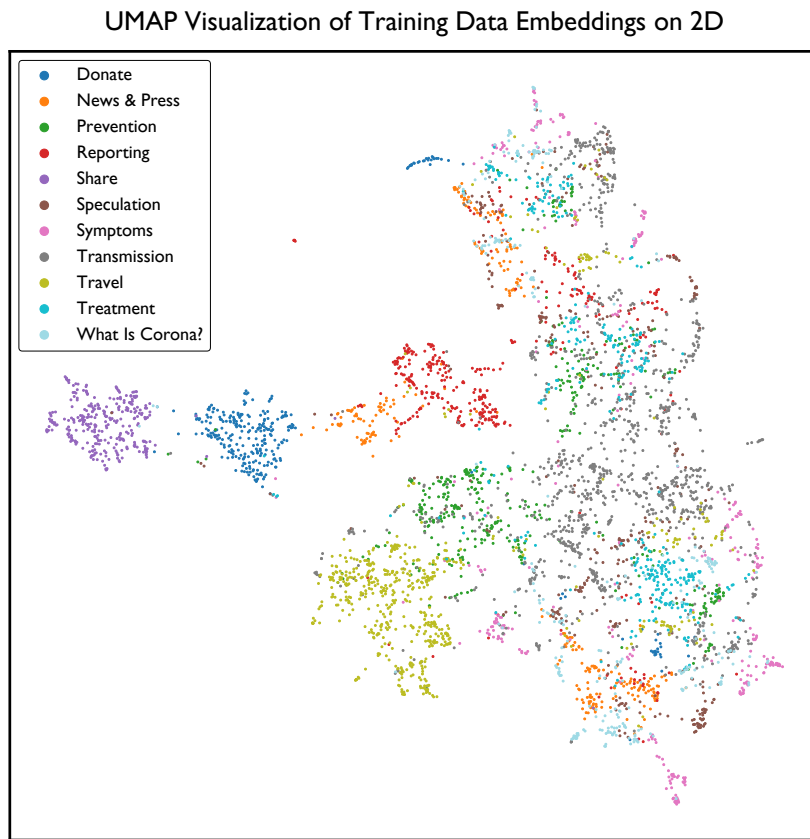 UMAP Visualization of Training Data Embeddings on 2D
Donate
News & Press
Prevention
Reporting
Share
Speculation
Symptoms
Transmission
Travel
Treatment
What Is Corona?